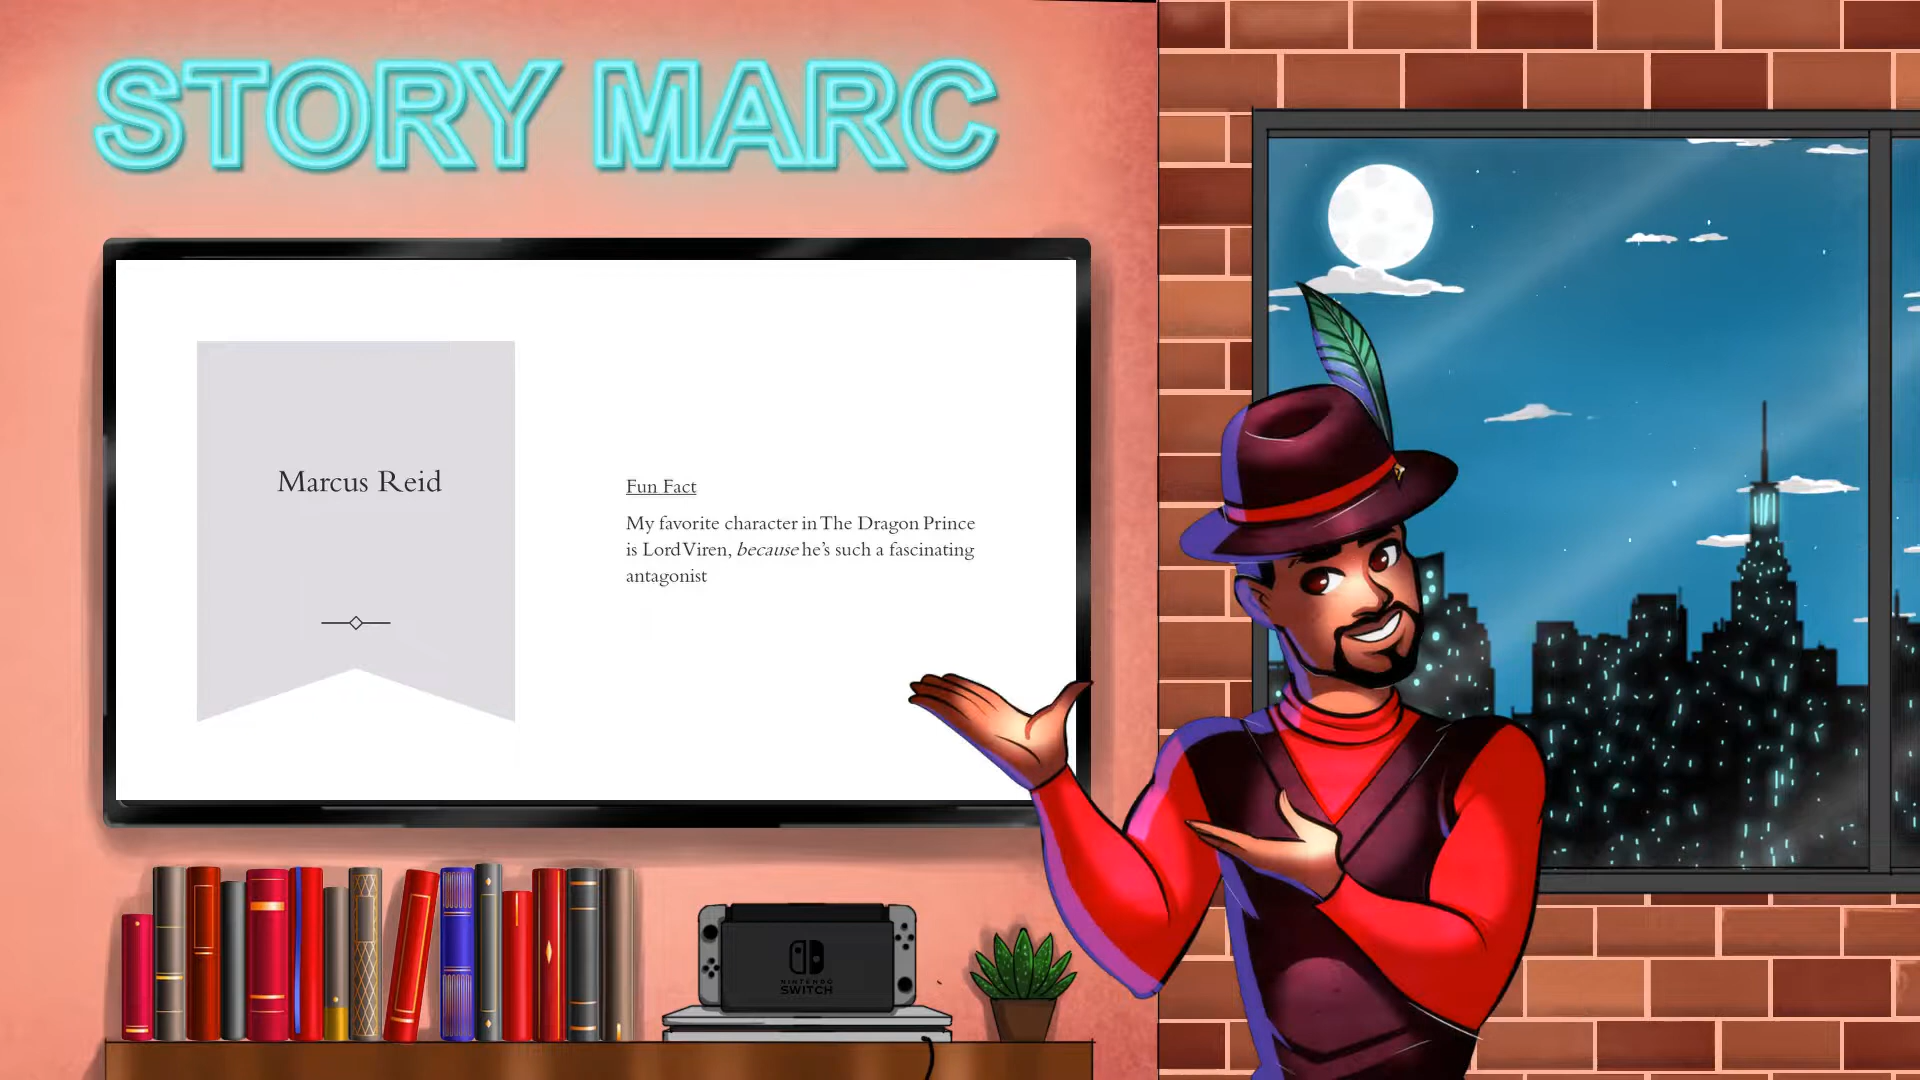 STORY MARC
Marcus Reid
Fun Fact
My favorite character in The Dragon Prince
is Lord Viren, because he's such a fascinating
antagonist
NINTENDO
SWITCH